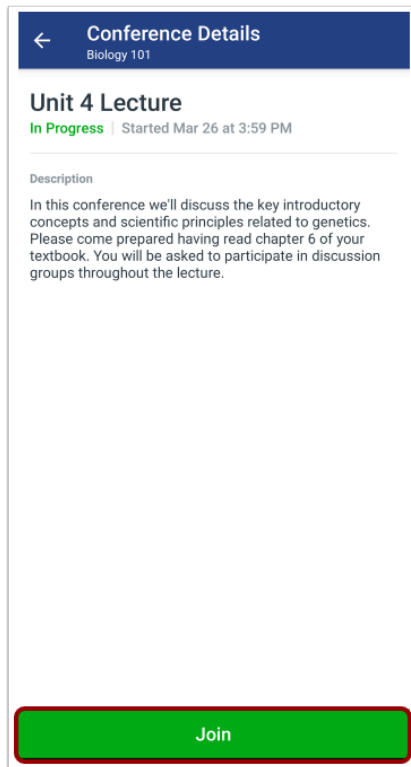 Conference Details
Biology 101
Unit 4 Lecture
In Progress | Started Mar 26 at 3:59 PM
Description
In this conference we'll discuss the key introductory
concepts and scientific principles related to genetics.
Please come prepared having read chapter 6 of your
textbook. You will be asked to participate in discussion
groups throughout the lecture.
Join